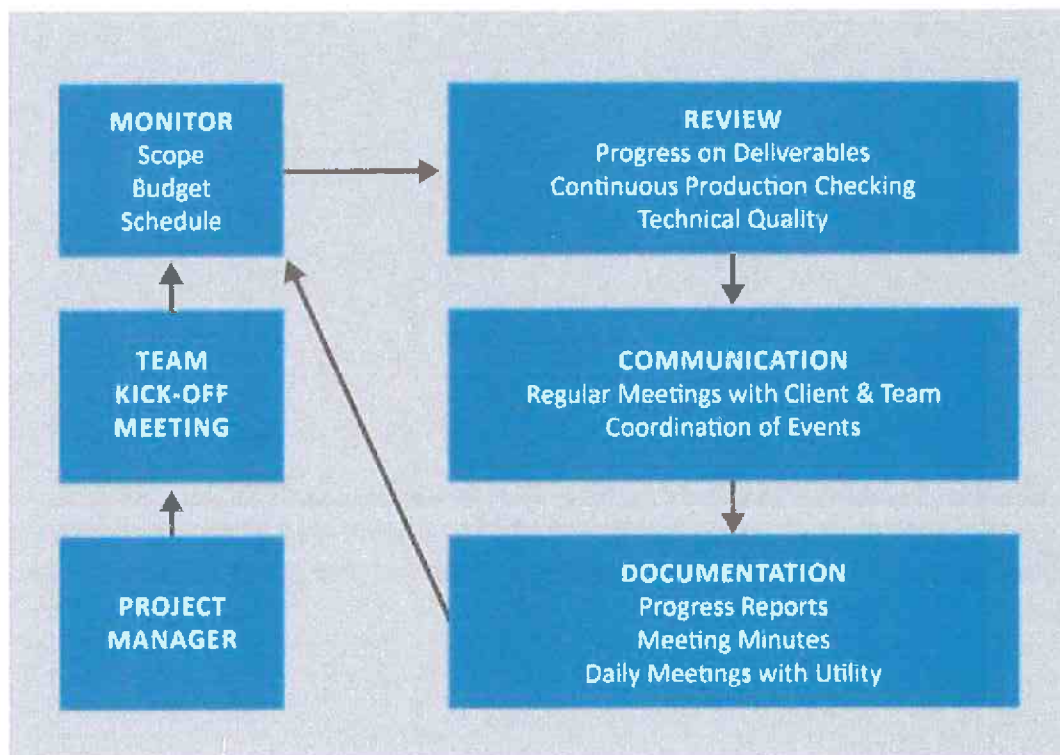 MONITOR
Scope
Budget
Schedule
TEAM
KICK-OFF
MEETING
PROJECT
MANAGER
REVIEW
Progress on Deliverables
Continuous Production Checking
Technical Quality
COMMUNICATION
Regular Meetings with Client & Team
Coordination of Events
DOCUMENTATION
Progress Reports
Meeting Minutes
Daily Meetings with Utility